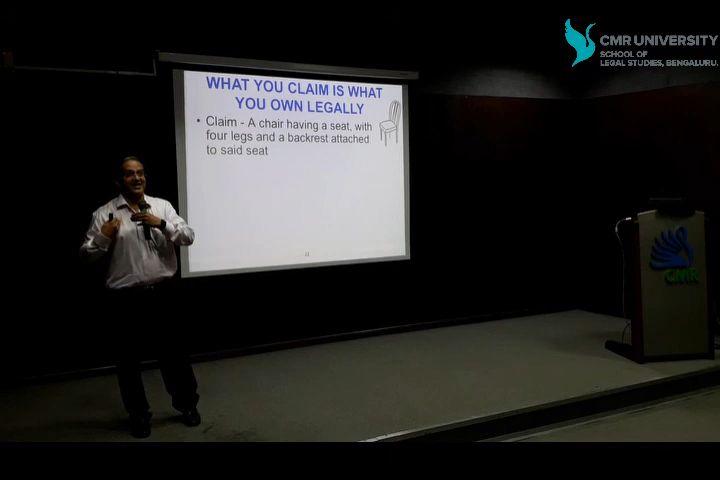 CMR UNIVERSITY
SCHOOL OF
LEGAL STUDIES, BENGALURU.
WHAT YOU CLAIM IS WHAT
YOU OWN LEGALLY
• Claim - A chair having a seat, with
four legs and a backrest attached
to said seat
CMR